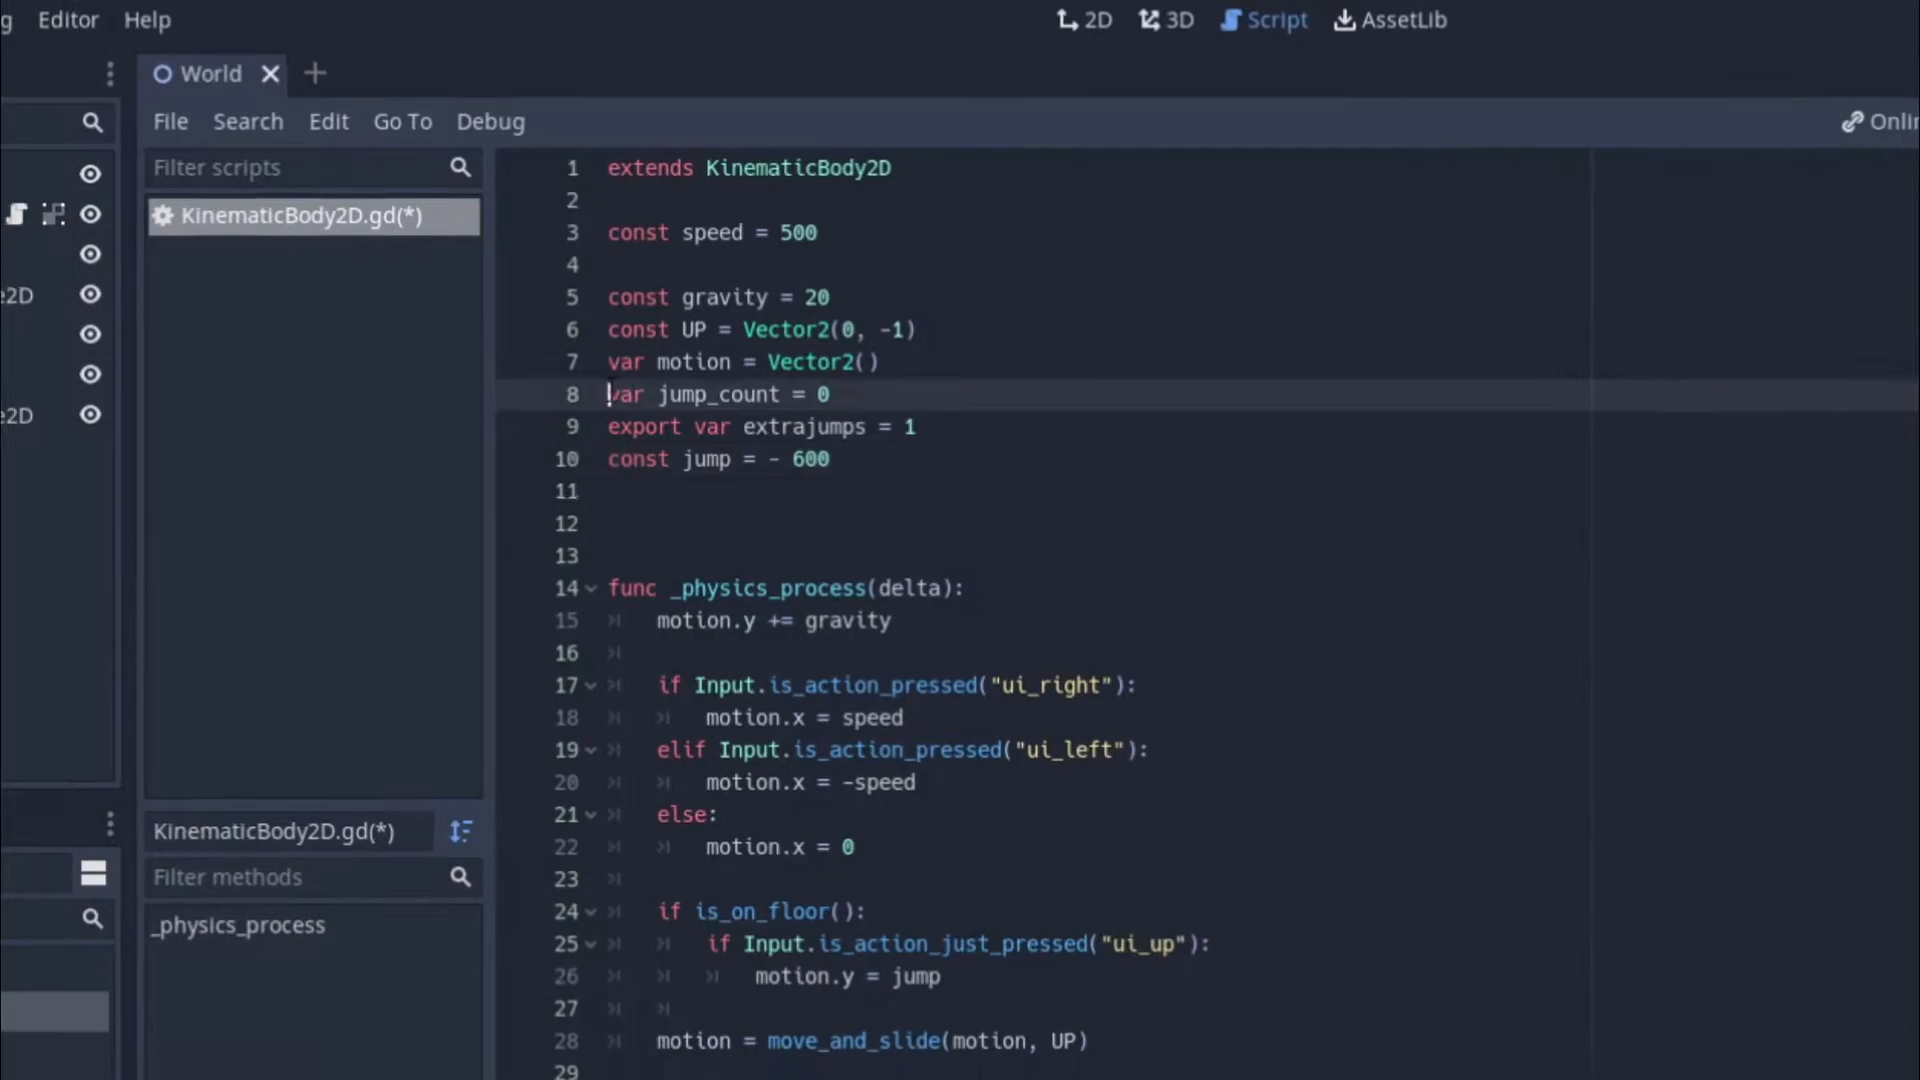 g Editor Help
2D 3D Script AssetLib
World
File Search Edit Go To Debug
Onlin
Filter scripts
KinematicBody2D.gd(*)
e2D
e2D
KinematicBody2D.gd(*)
Filter methods
_physics_process
1 extends KinematicBody2D
2
3 const speed = 500
4
5 const gravity = 20
6 const UP = Vector2(0, -1)
7 var motion = Vector2()
8 var jump_count = 0
9 export var extrajumps = 1
10 const jump = - 600
11
12
13
14 func _physics_process(delta):
15 motion.y += gravity
16
17 if Input.is_action_pressed("ui_right"):
18 motion.x = speed
19 elif Input.is_action_pressed("ui_left"):
20 motion.x = -speed
21 else:
22 motion.x = 0
23
24 if is_on_floor():
25 if Input.is_action_just_pressed("ui_up"):
26 motion.y = jump
27
28 motion = move_and_slide(motion, UP)
29